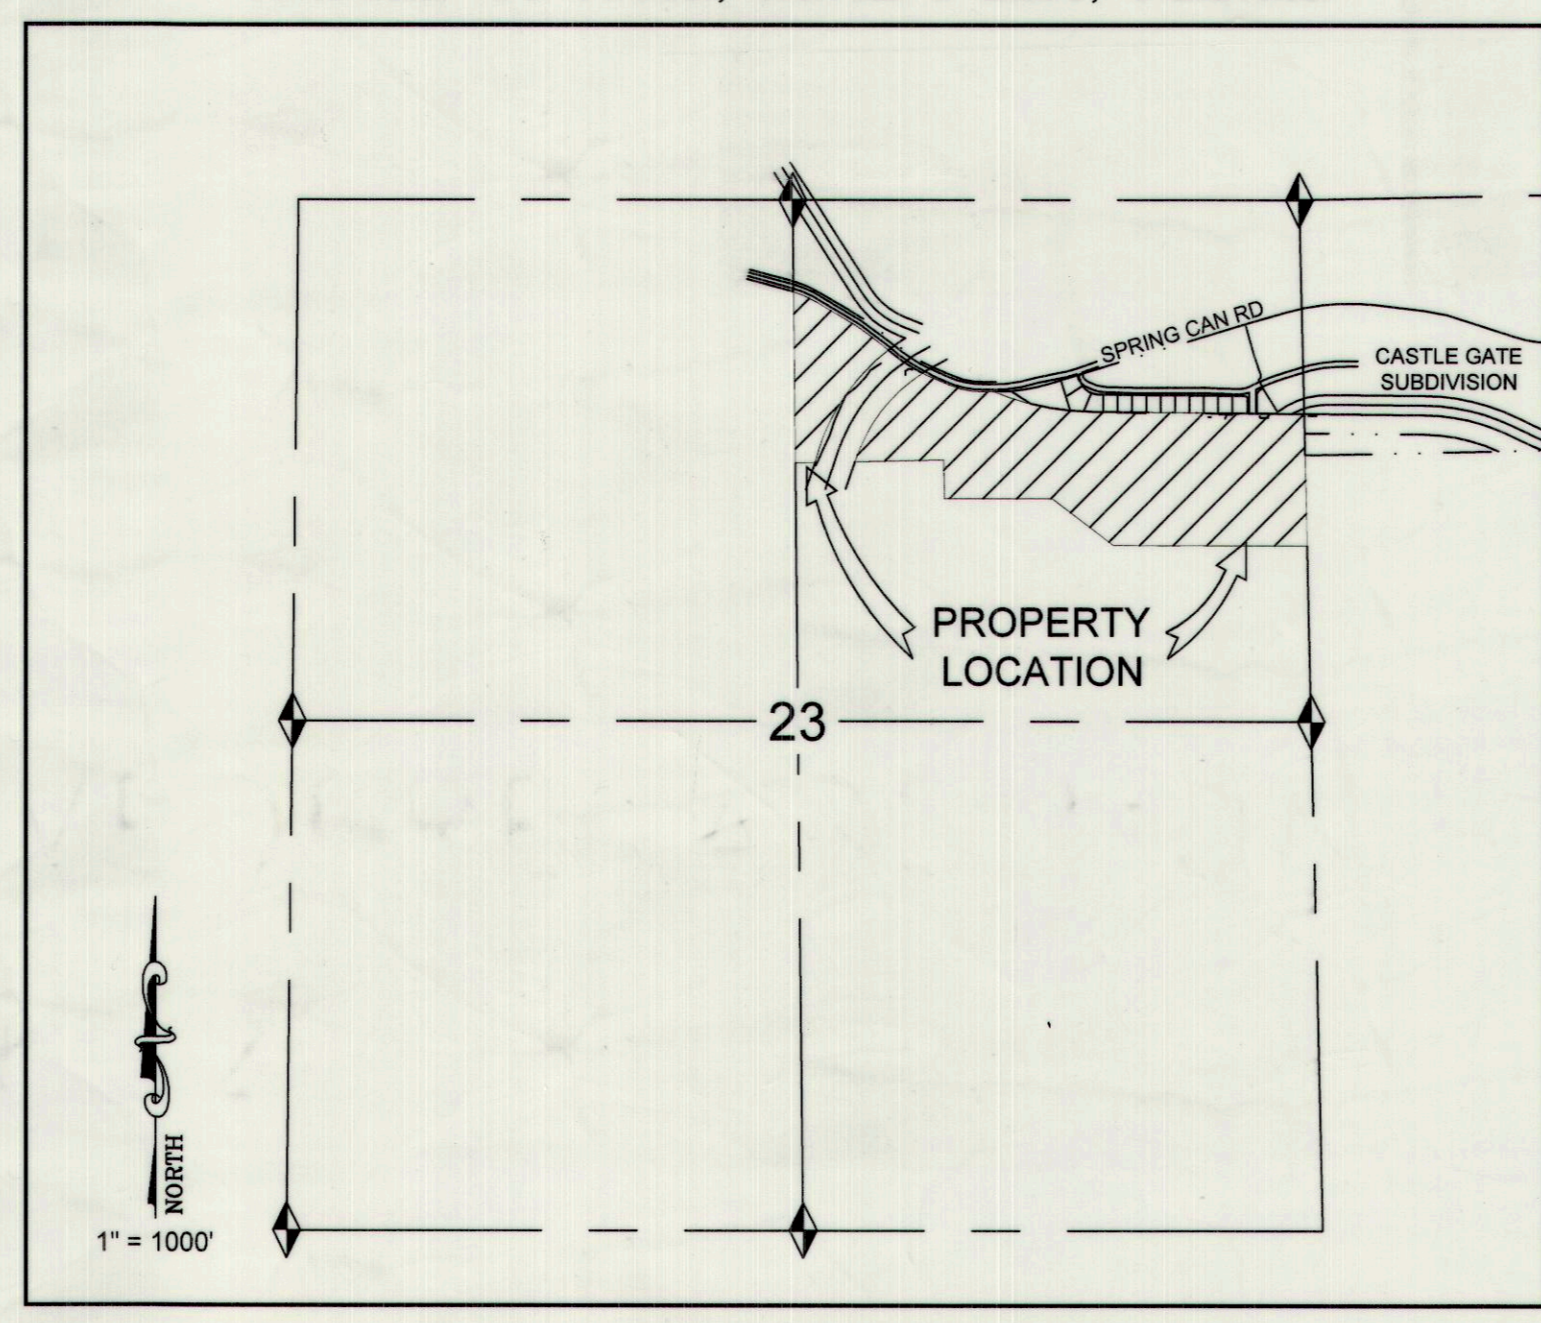 SPRING CAN RD
CASTLE GATE
SUBDIVISION
PROPERTY
LOCATION
23
NORTH
1" = 1000'